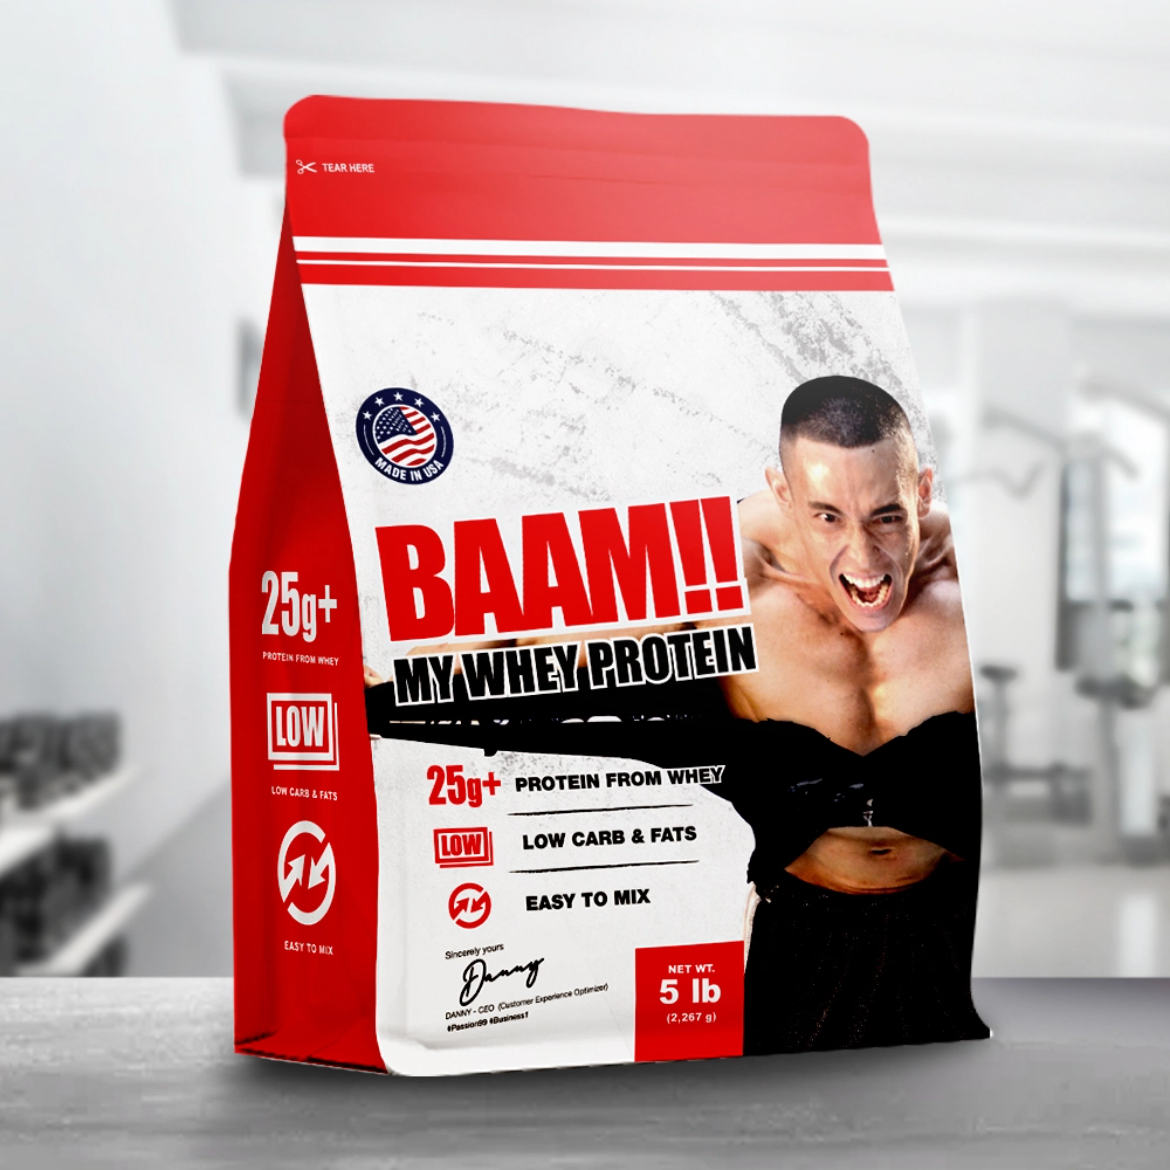 TEAR HERE
MADE IN USA
BAAM!!
MY WHEY PROTEIN
25g+
PROTEIN FROM WHEY
LOW
LOW CARB & FATS
EASY TO MIX
25g+ PROTEIN FROM WHEY
LOW LOW CARB & FATS
EASY TO MIX
Sincerely yours
Danny
DANNY - CEO (Customer Experience Optimizer)
#Passion99 #Business1
NET WT.
5 lb
(2,267 g)